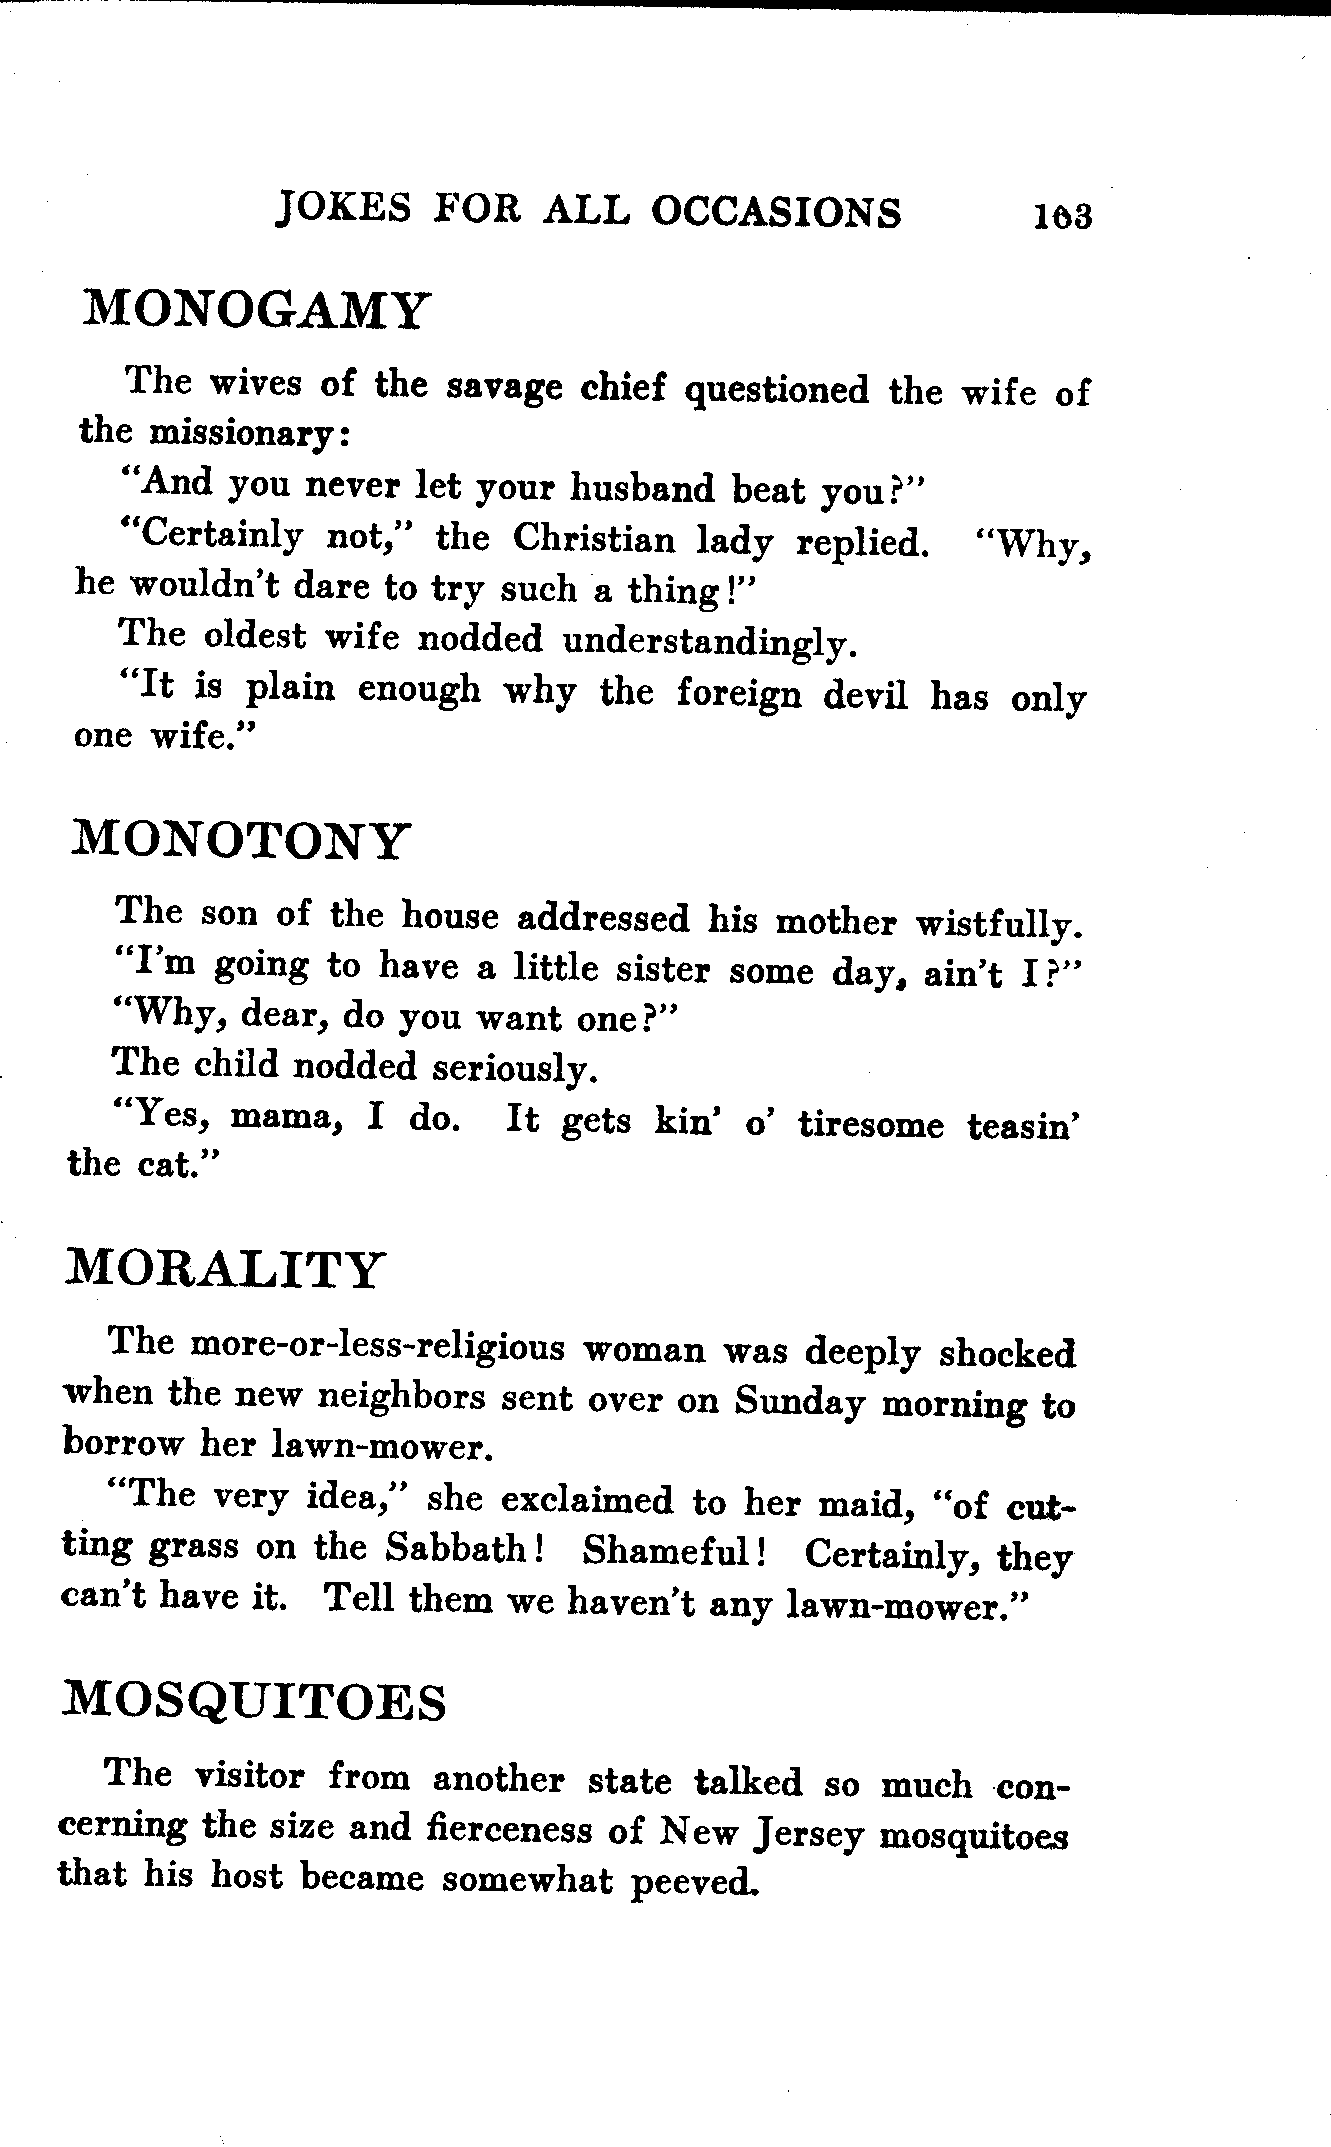 JOKES FOR ALL OCCASIONS 163
MONOGAMY
The wives of the savage chief questioned the wife of
the missionary:
"And you never let your husband beat you?"
"Certainly not," the Christian lady replied. "Why,
he wouldn't dare to try such a thing!"
The oldest wife nodded understandingly.
"It is plain enough why the foreign devil has only
one wife."
MONOTONY
The son of the house addressed his mother wistfully.
"I'm going to have a little sister some day, ain't I?"
"Why, dear, do you want one?"
The child nodded seriously.
"Yes, mama, I do. It gets kin' o' tiresome teasin'
the cat."
MORALITY
The more-or-less-religious woman was deeply shocked
when the new neighbors sent over on Sunday morning to
borrow her lawn-mower.
"The very idea," she exclaimed to her maid, "of cut-
ting grass on the Sabbath! Shameful! Certainly, they
can't have it. Tell them we haven't any lawn-mower."
MOSQUITOES
The visitor from another state talked so much con-
cerning the size and fierceness of New Jersey mosquitoes
that his host became somewhat peeved.